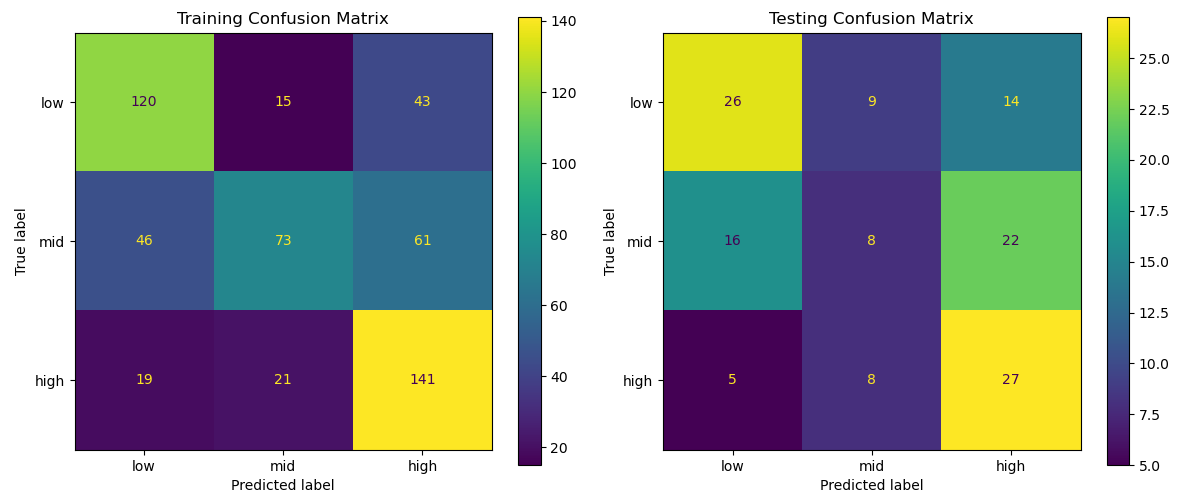 Training Confusion Matrix
True label
low
mid
high
120 15 43
46 73 61
19 21 141
low mid high
Predicted label
140
120
100
80
60
40
20
Testing Confusion Matrix
True label
low
mid
high
26 9 14
16 8 22
5 8 27
low mid high
Predicted label
25.0
22.5
20.0
17.5
15.0
12.5
10.0
7.5
5.0